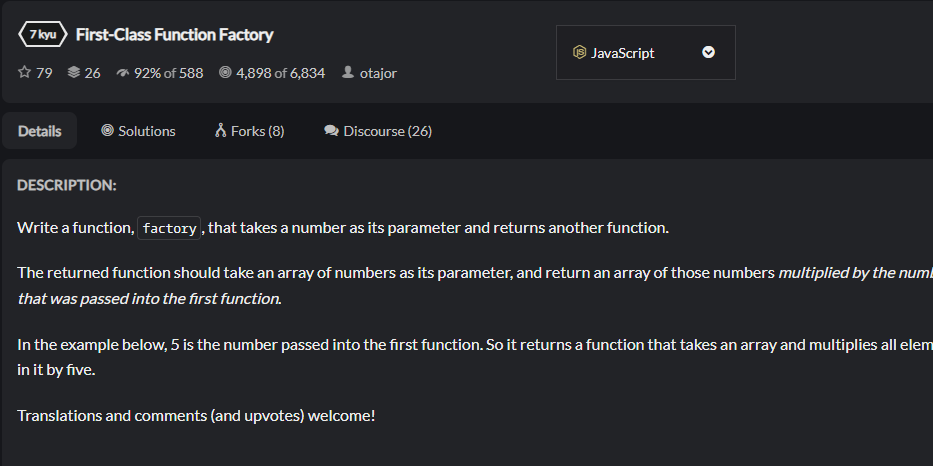 7 kyu First-Class Function Factory
JS JavaScript
79 26 92% of 588 4,898 of 6,834 otajor
Details Solutions Forks (8) Discourse (26)
DESCRIPTION:
Write a function, factory, that takes a number as its parameter and returns another function.
The returned function should take an array of numbers as its parameter, and return an array of those numbers multiplied by the
that was passed into the first function.
In the example below, 5 is the number passed into the first function. So it returns a function that takes an array and multiplies all
in it by five.
Translations and comments (and upvotes) welcome!